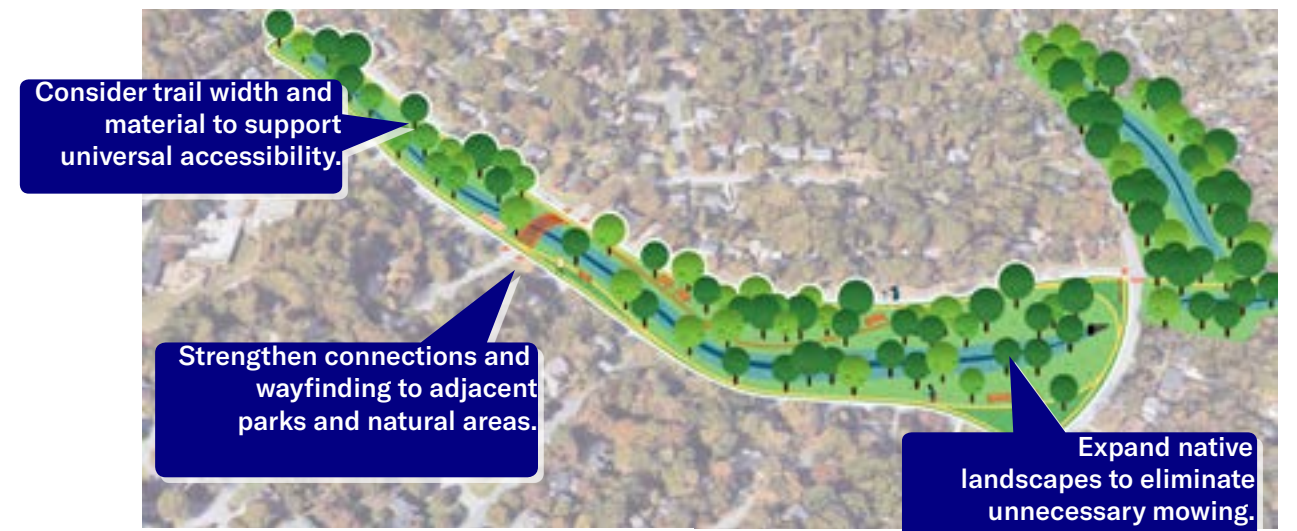 Consider trail width and
material to support
universal accessibility.
Strengthen connections and
wayfinding to adjacent
parks and natural areas.
Expand native
landscapes to eliminate
unnecessary mowing.